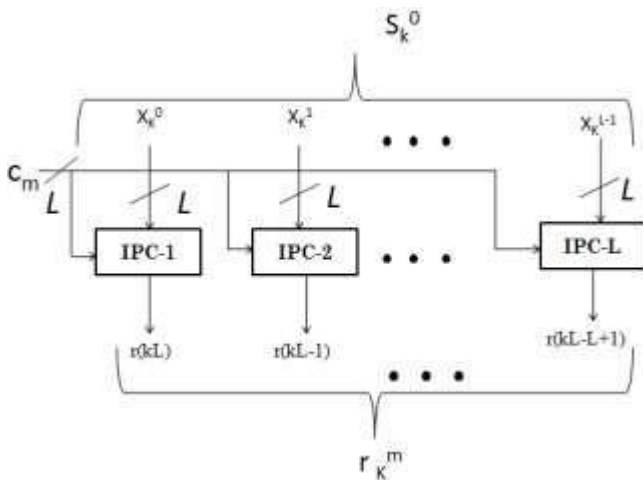 S_k^0
X_K^0 X_K^1 X_K^{L-1}
c_m L L L L
IPC-1 IPC-2 IPC-L
r(kL) r(kL-1) r(kL-L+1)
r_K^m